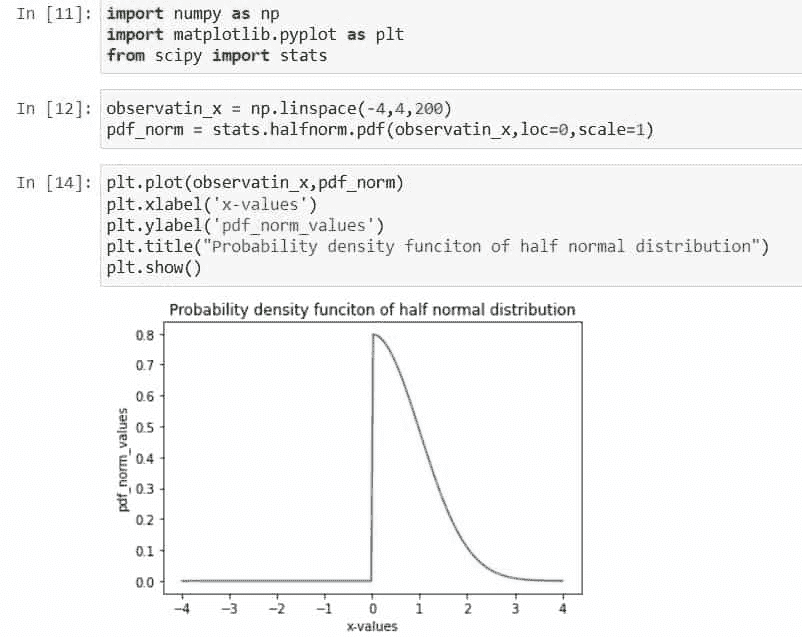 In [11]: import numpy as np
import matplotlib.pyplot as plt
from scipy import stats
In [12]: observatin_x = np.linspace(-4,4,200)
pdf_norm = stats.halfnorm.pdf(observatin_x,loc=0,scale=1)
In [14]: plt.plot(observatin_x,pdf_norm)
plt.xlabel('x-values')
plt.ylabel('pdf_norm_values')
plt.title("Probability density funciton of half normal distribution")
plt.show()
Probability density funciton of half normal distribution
pdf_norm_values
0.8
0.7
0.6
0.5
0.4
0.3
0.2
0.1
0.0
−4 −3 −2 −1 0 1 2 3 4
x-values